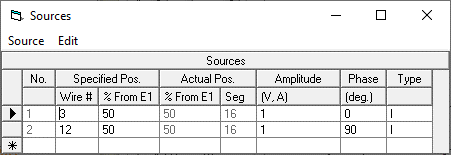 Sources
Source Edit
Sources
No. Specified Pos. Actual Pos. Amplitude Phase Type
Wire # % From E1 % From E1 Seg (V, A) (deg.)
1 3 50 50 16 1 0 I
2 12 50 50 16 1 90 I